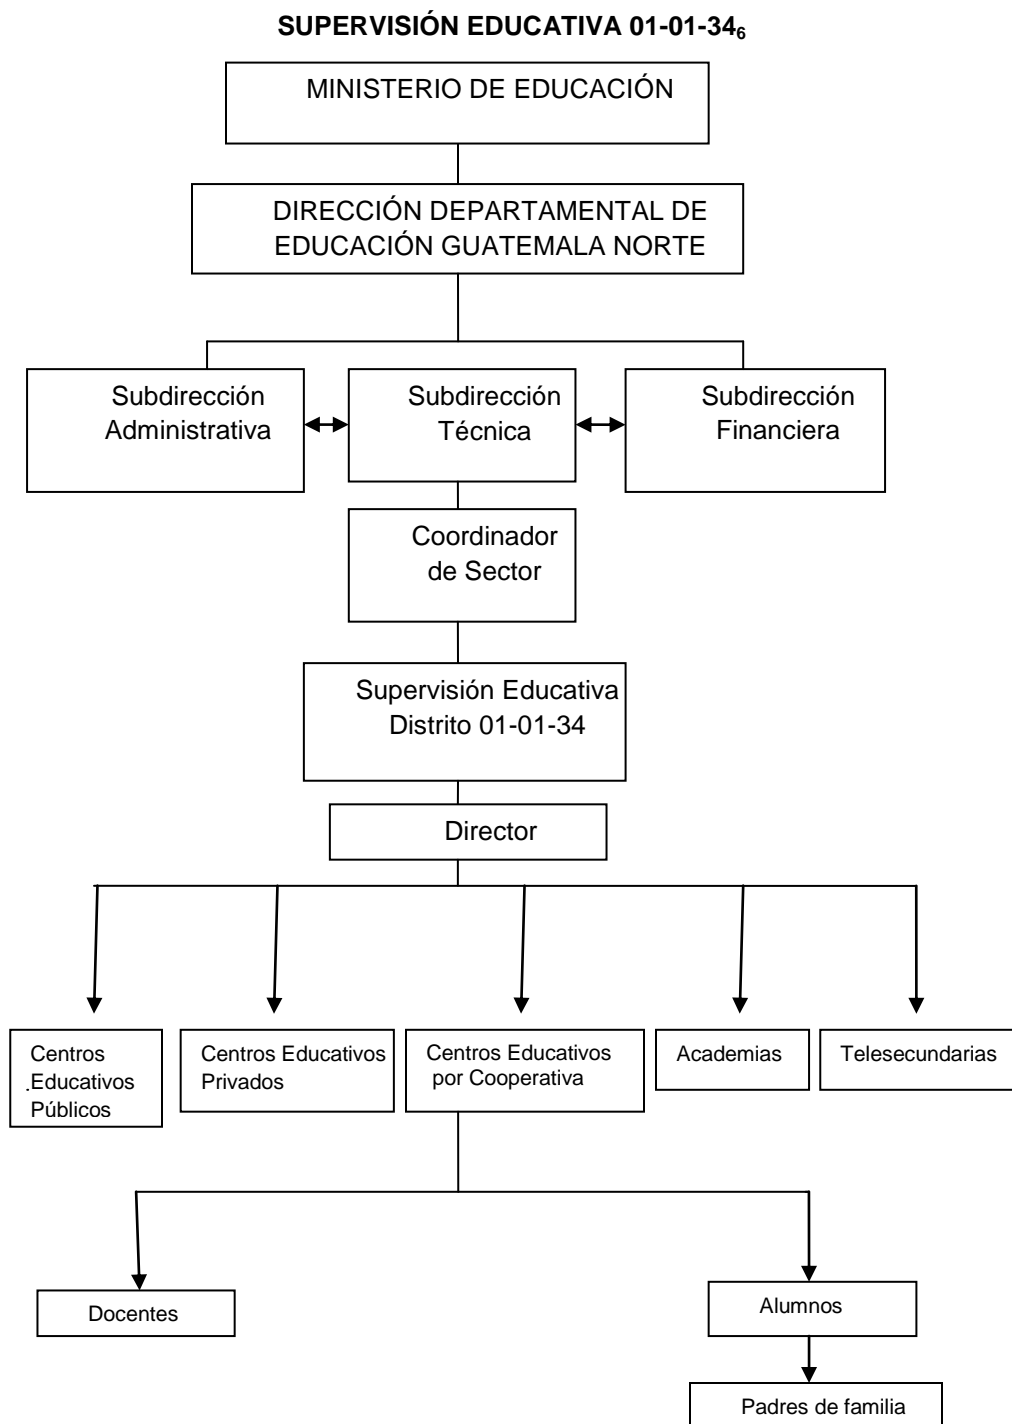 SUPERVISIÓN EDUCATIVA 01-01-34₆
MINISTERIO DE EDUCACIÓN
DIRECCIÓN DEPARTAMENTAL DE
EDUCACIÓN GUATEMALA NORTE
Subdirección
Administrativa
Subdirección
Técnica
Subdirección
Financiera
Coordinador
de Sector
Supervisión Educativa
Distrito 01-01-34
Director
Centros
.Educativos
Públicos
Centros Educativos
Privados
Centros Educativos
por Cooperativa
Academias
Telesecundarias
Docentes
Alumnos
Padres de familia